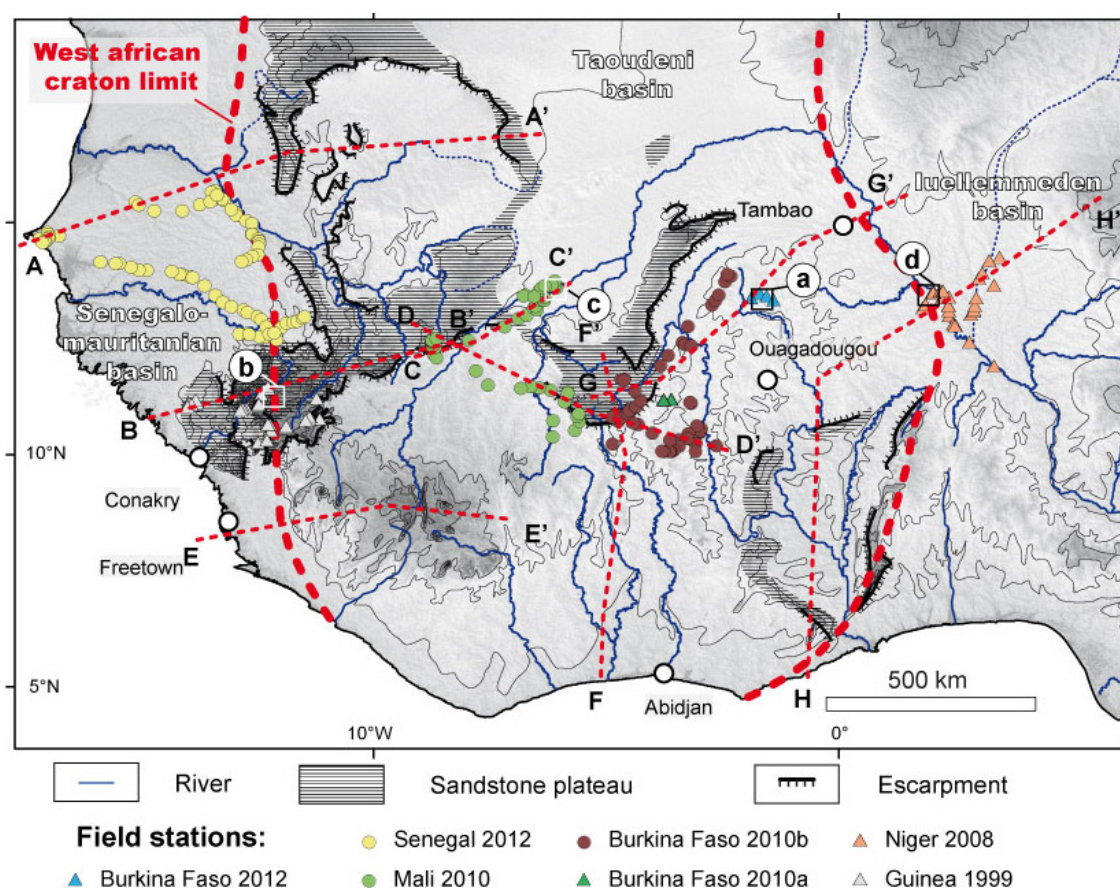 West african
craton limit
Taoudeni
basin
A'
G'
Iuellemmeden
basin
Tambao
H'
A
C'
d
a
D
B'
c
F'
Senegalo-
mauritanian
basin
b
C
G
Ouagadougou
B
D'
10°N
Conakry
E
E'
Freetown
5°N
F
Abidjan
H
500 km
10°W
0°
River
Sandstone plateau
Escarpment
Field stations:
Senegal 2012
Burkina Faso 2010b
Niger 2008
Burkina Faso 2012
Mali 2010
Burkina Faso 2010a
Guinea 1999